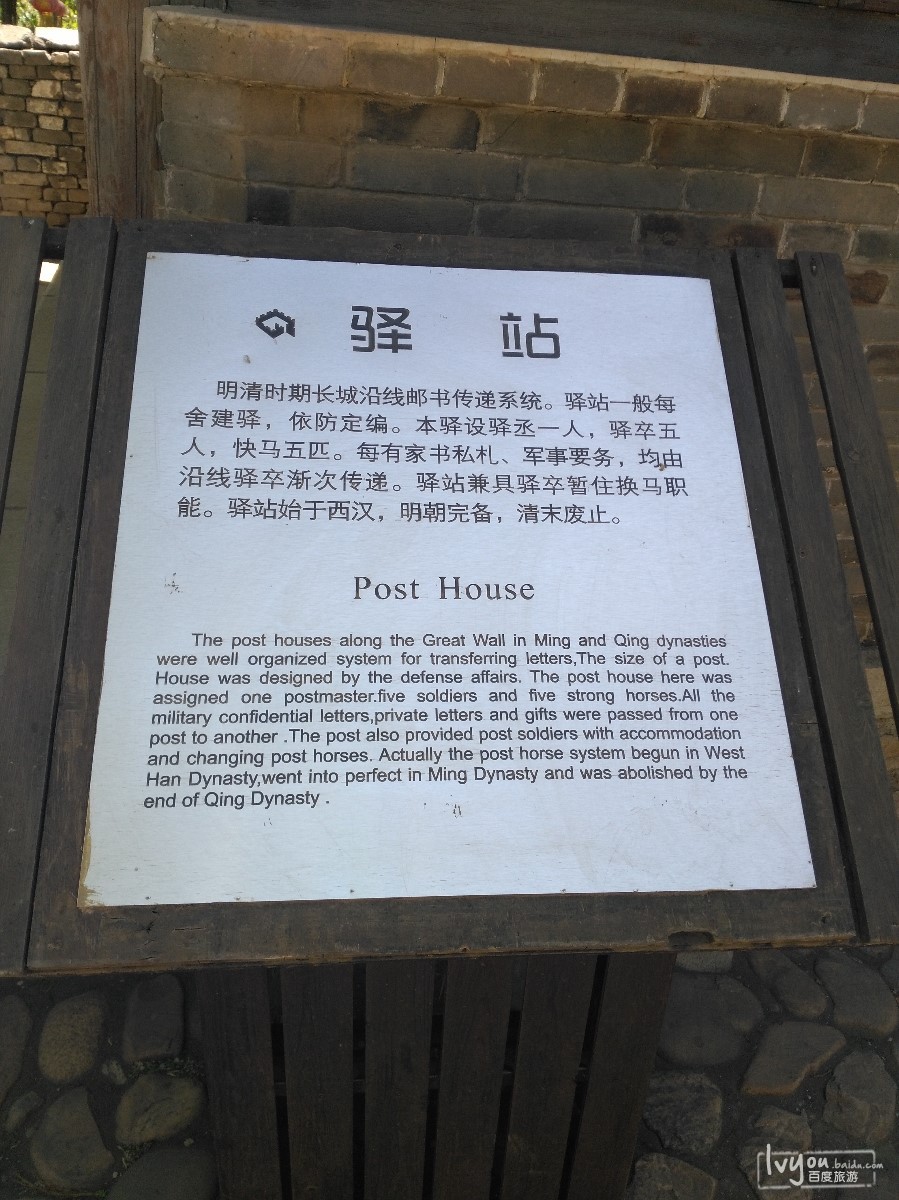 驿 站
明清时期长城沿线邮书传递系统。驿站一般每
舍建驿，依防定编。本驿设驿丞一人，驿卒五
人，快马五匹。每有家书私札、军事要务，均由
沿线驿卒渐次传递。驿站兼具驿卒暂住换马职
能。驿站始于西汉，明朝完备，清末废止。
Post House
The post houses along the Great Wall in Ming and Qing dynasties
were well organized system for transferring letters,The size of a post.
House was designed by the defense affairs. The post house here was
assigned one postmaster.five soldiers and five strong horses.All the
military confidential letters,private letters and gifts were passed from one
post to another .The post also provided post soldiers with accommodation
and changing post horses. Actually the post horse system begun in West
Han Dynasty,went into perfect in Ming Dynasty and was abolished by the
end of Qing Dynasty .
lvyou.baidu.com
百度旅游